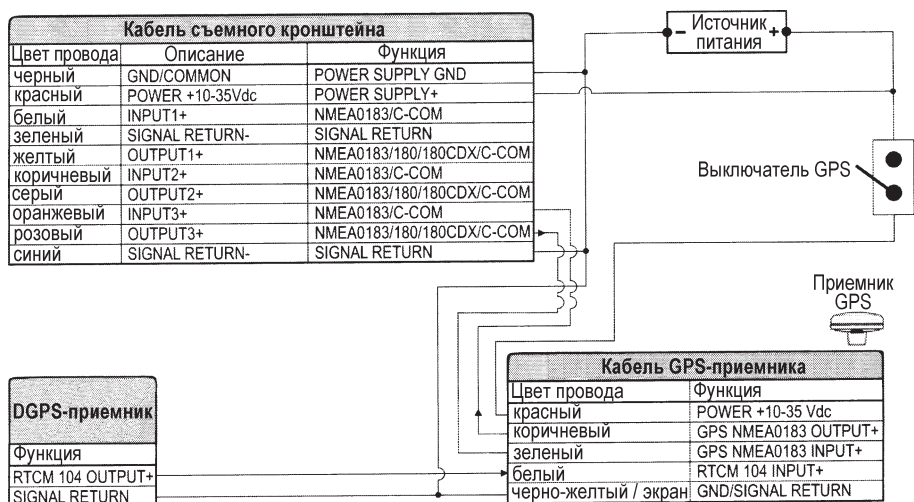 Кабель съемного кронштейна
Цвет провода Описание Функция
черный GND/COMMON POWER SUPPLY GND
красный POWER +10-35Vdc POWER SUPPLY+
белый INPUT1+ NMEA0183/C-COM
зеленый SIGNAL RETURN- SIGNAL RETURN
желтый OUTPUT1+ NMEA0183/180/180CDX/C-COM
коричневый INPUT2+ NMEA0183/C-COM
серый OUTPUT2+ NMEA0183/180/180CDX/C-COM
оранжевый INPUT3+ NMEA0183/C-COM
розовый OUTPUT3+ NMEA0183/180/180CDX/C-COM
синий SIGNAL RETURN- SIGNAL RETURN
- Источник +
питания
Выключатель GPS
Приемник
GPS
DGPS-приемник
Функция
RTCM 104 OUTPUT+
SIGNAL RETURN
Кабель GPS-приемника
Цвет провода Функция
красный POWER +10-35 Vdc
коричневый GPS NMEA0183 OUTPUT+
зеленый GPS NMEA0183 INPUT+
белый RTCM 104 INPUT+
черно-желтый / экран GND/SIGNAL RETURN